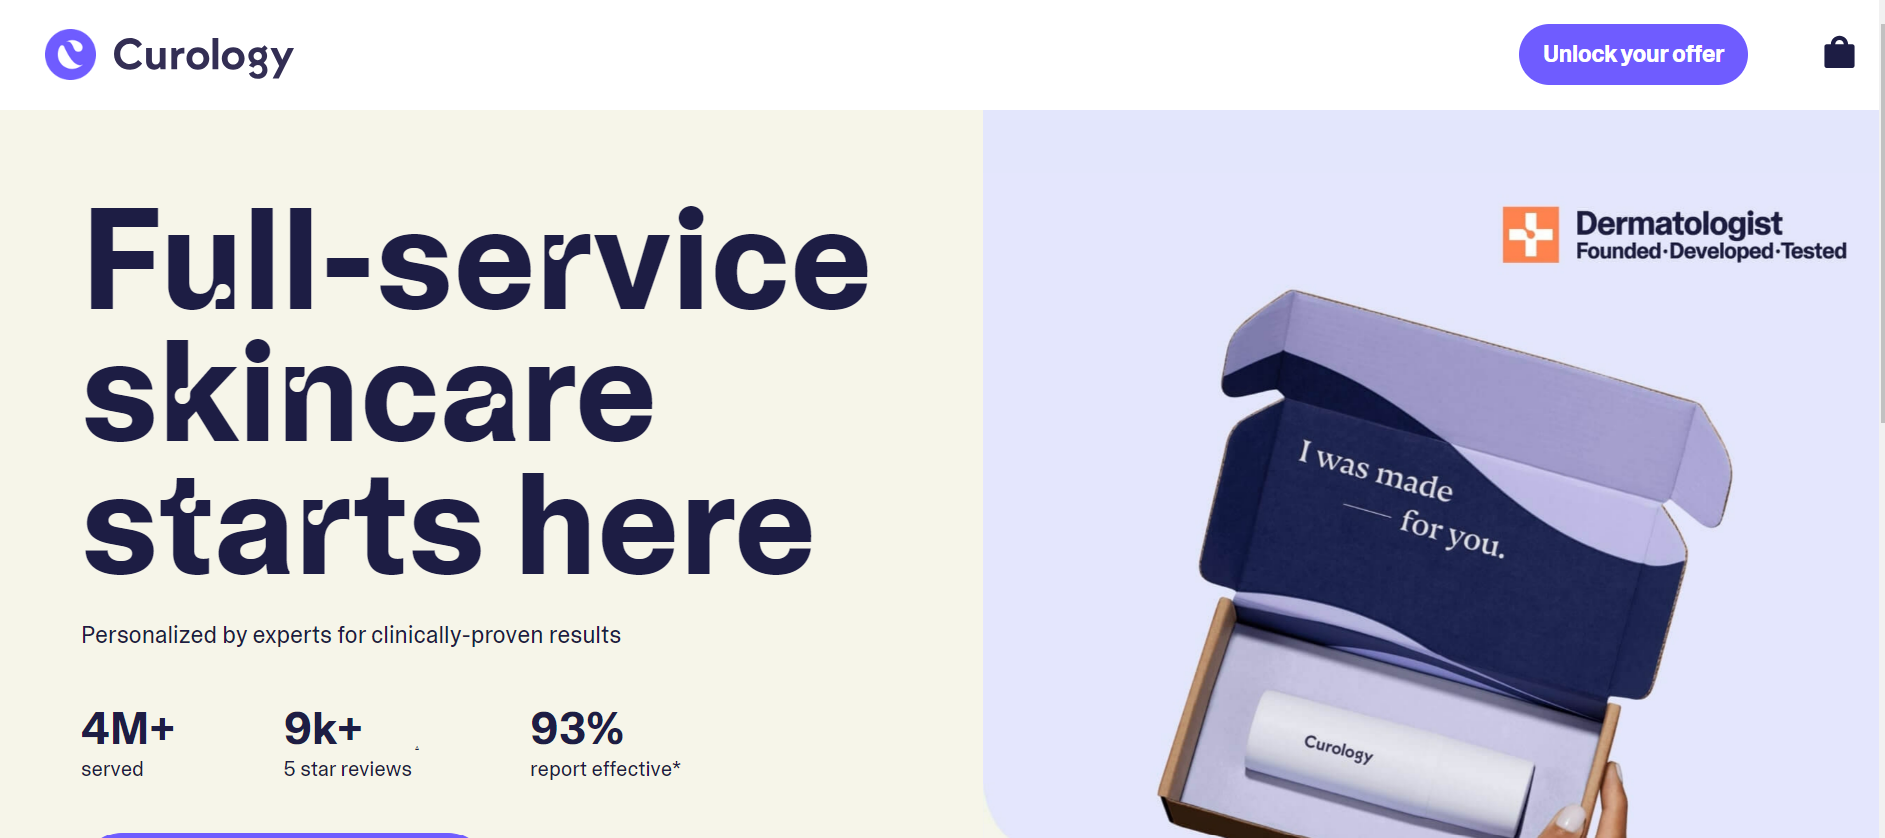 Curology
Unlock your offer
Full-service
skincare
starts here
Personalized by experts for clinically-proven results
4M+
served
9k+
5 star reviews
93%
report effective*
Dermatologist
Founded·Developed·Tested
I was made
— for you.
Curology